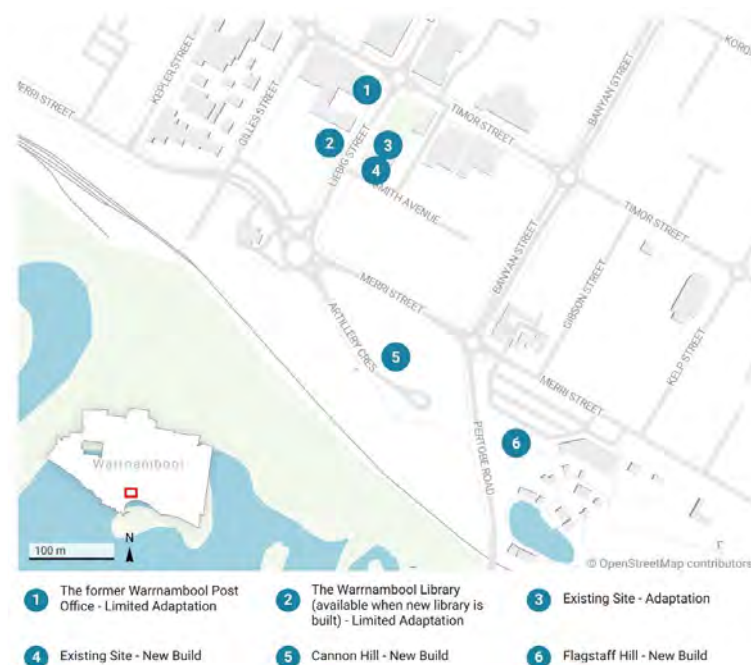 KEPLER STREET
MERRI STREET
GILLES STREET
1
TIMOR STREET
BANYAN STREET
2
LIEBIG STREET
3
4
SMITH AVENUE
TIMOR STREET
BANYAN STREET
GIBSON STREET
MERRI STREET
ARTILLERY CRES
5
KELP STREET
MERRI STREET
PERTOBE ROAD
6
Warrnambool
100 m
N
© OpenStreetMap contributors
1 The former Warrnambool Post
Office - Limited Adaptation
2 The Warrnambool Library
(available when new library is
built) - Limited Adaptation
3 Existing Site - Adaptation
4 Existing Site - New Build
5 Cannon Hill - New Build
6 Flagstaff Hill - New Build